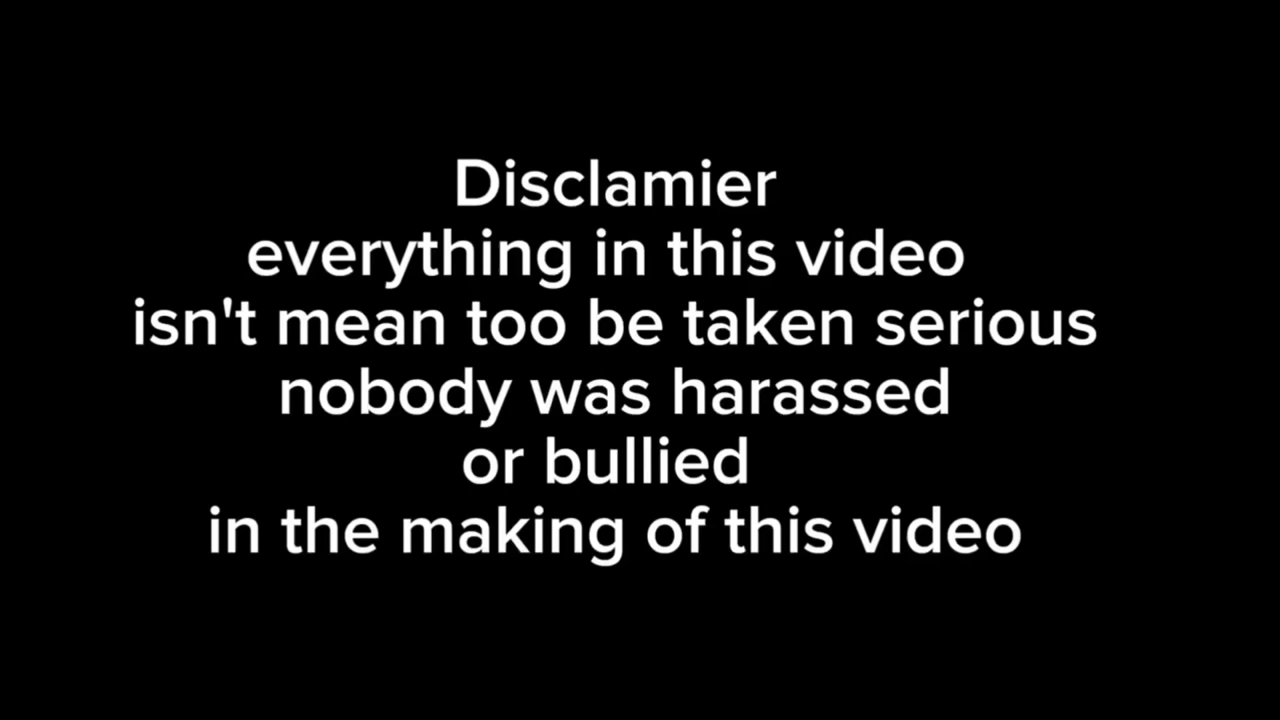 Disclamier
everything in this video
isn't mean too be taken serious
nobody was harassed
or bullied
in the making of this video